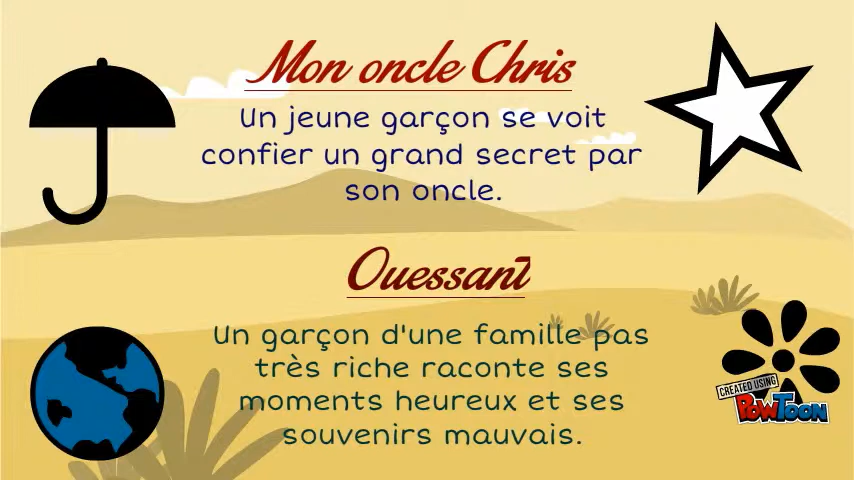 Mon oncle Chris
Un jeune garçon se voit
confier un grand secret par
son oncle.
Ouessant
Un garçon d'une famille pas
très riche raconte ses
moments heureux et ses
souvenirs mauvais.
CREATED USING
POWTOON